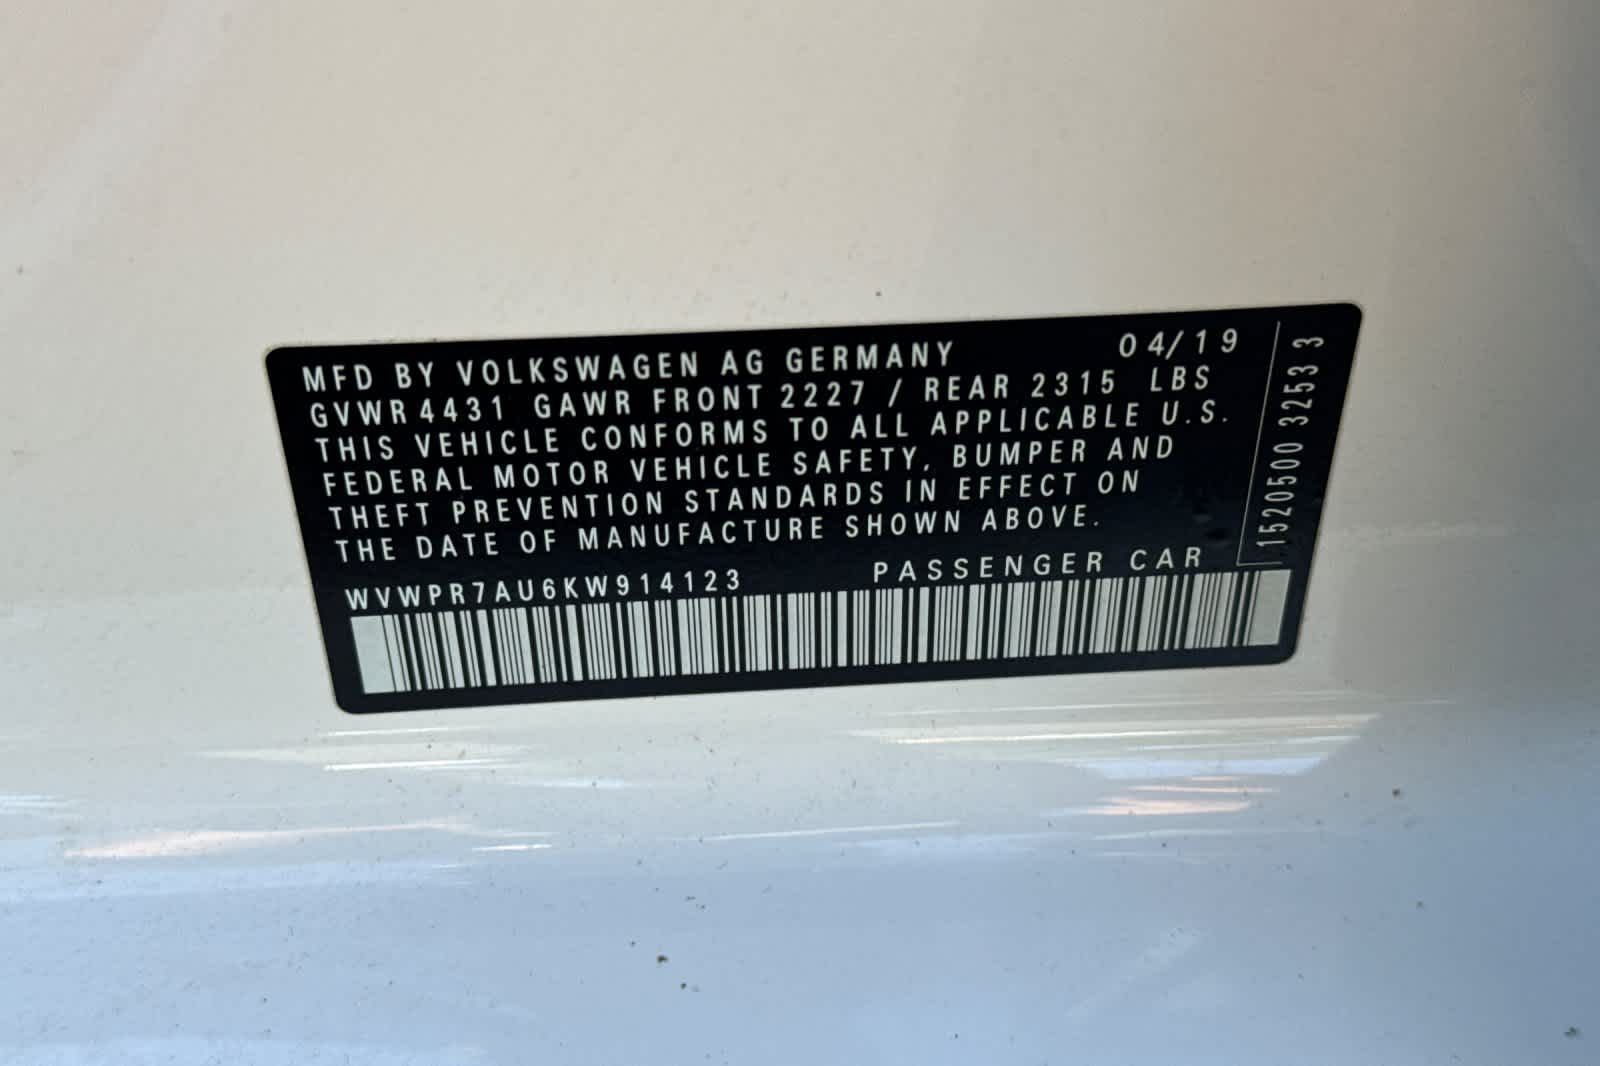 MFD BY VOLKSWAGEN AG GERMANY 04/19
GVWR 4431 GAWR FRONT 2227 / REAR 2315 LBS
THIS VEHICLE CONFORMS TO ALL APPLICABLE U.S.
FEDERAL MOTOR VEHICLE SAFETY, BUMPER AND
THEFT PREVENTION STANDARDS IN EFFECT ON
THE DATE OF MANUFACTURE SHOWN ABOVE.
WVWPR7AU6KW914123 PASSENGER CAR
1520500 3253 3